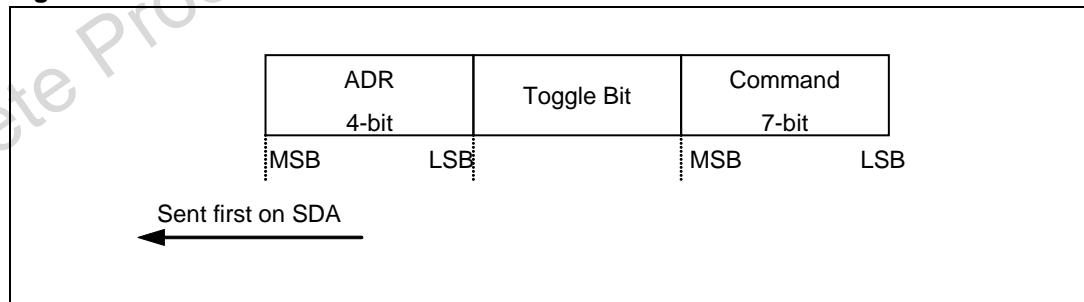 ADR
4-bit
Toggle Bit
Command
7-bit
MSB LSB MSB LSB
Sent first on SDA